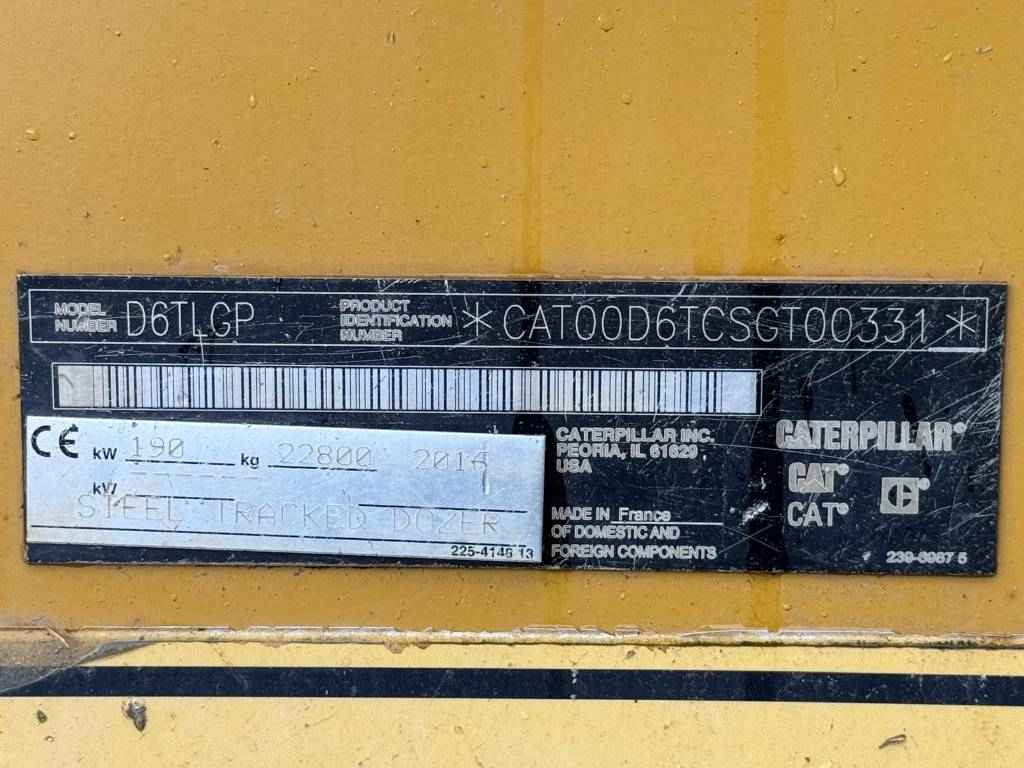 MODEL NUMBER D6TLGP PRODUCT IDENTIFICATION NUMBER *CAT00D6TCSCT00331*
CE kW 190 kg 22800 2014
kW
STEEL TRACKED DOZER
225-4146 13
CATERPILLAR INC.
PEORIA, IL 61629
USA
MADE IN France
OF DOMESTIC AND
FOREIGN COMPONENTS
CATERPILLAR®
CAT®
CAT®
C®
239-5987 5